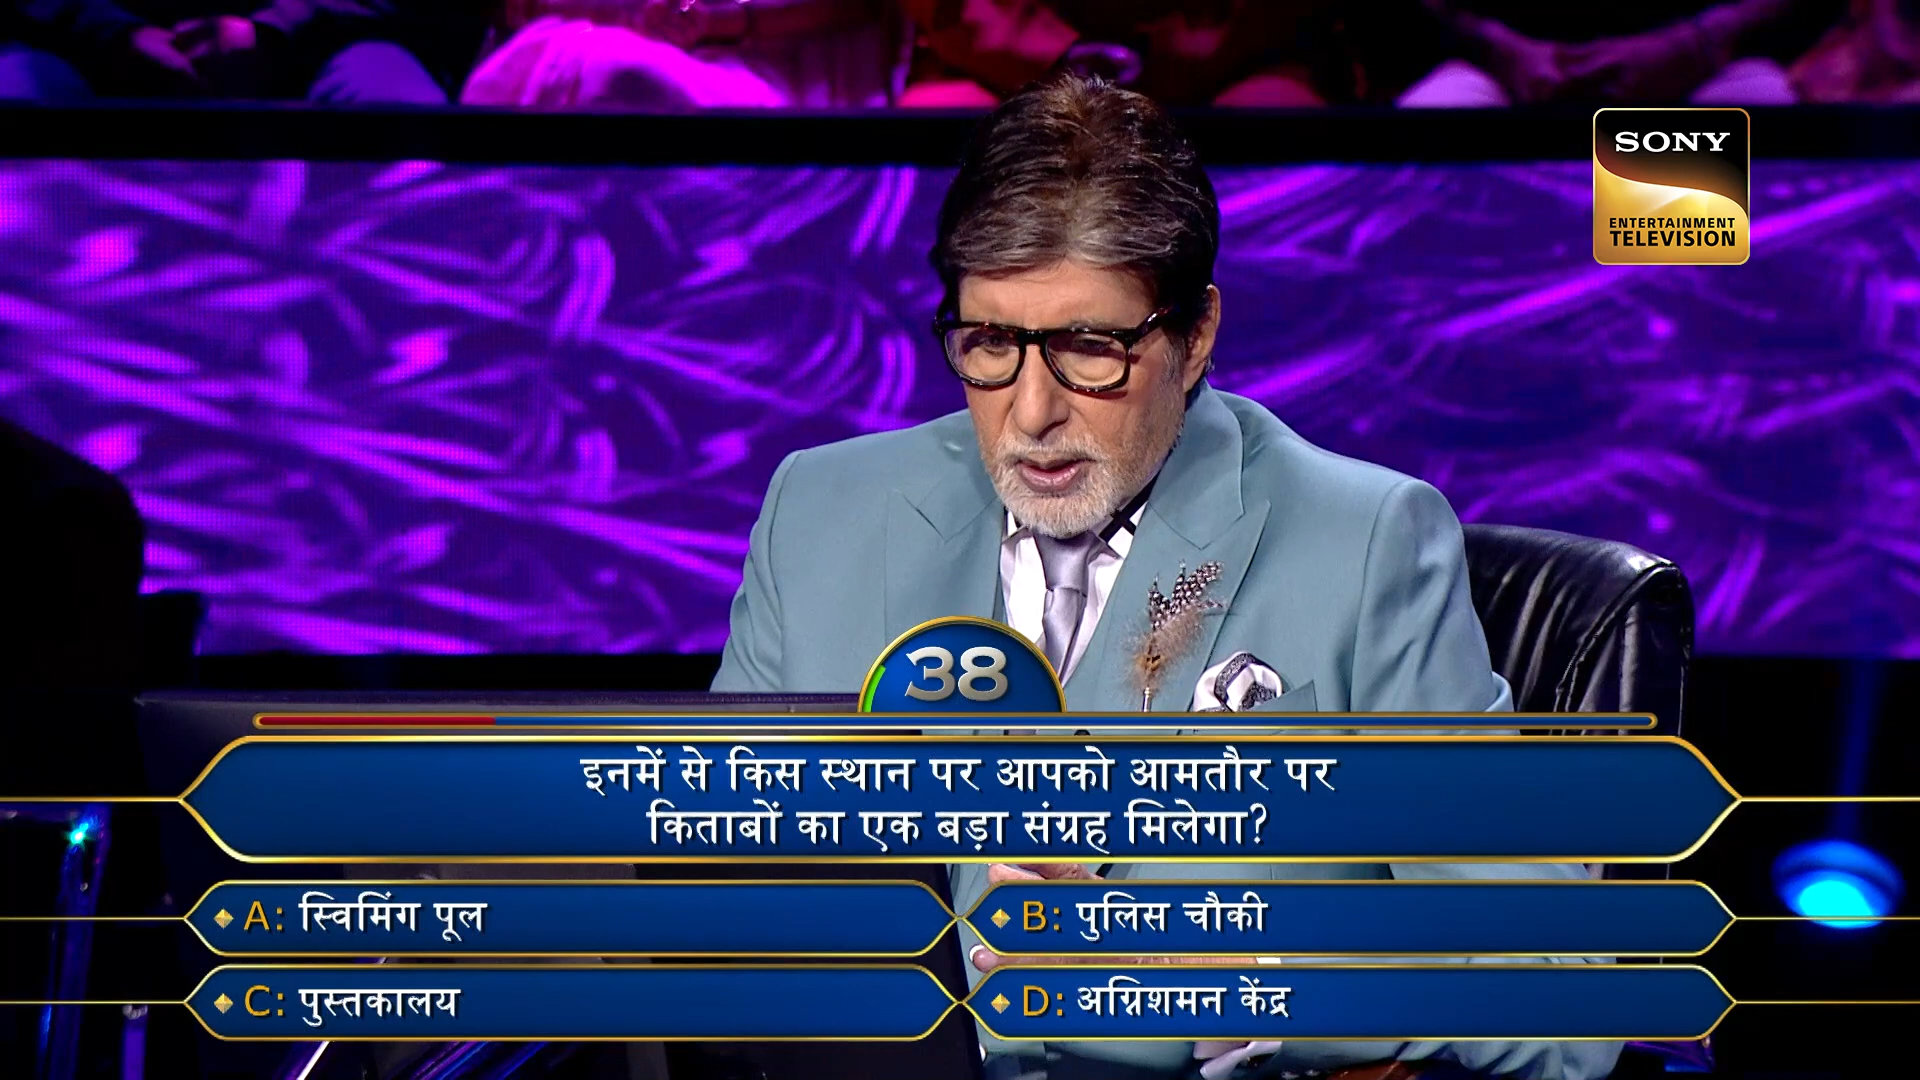 SONY
ENTERTAINMENT
TELEVISION
38
इनमें से किस स्थान पर आपको आमतौर पर
किताबों का एक बड़ा संग्रह मिलेगा?
A: स्विमिंग पूल
B: पुलिस चौकी
C: पुस्तकालय
D: अग्निशमन केंद्र